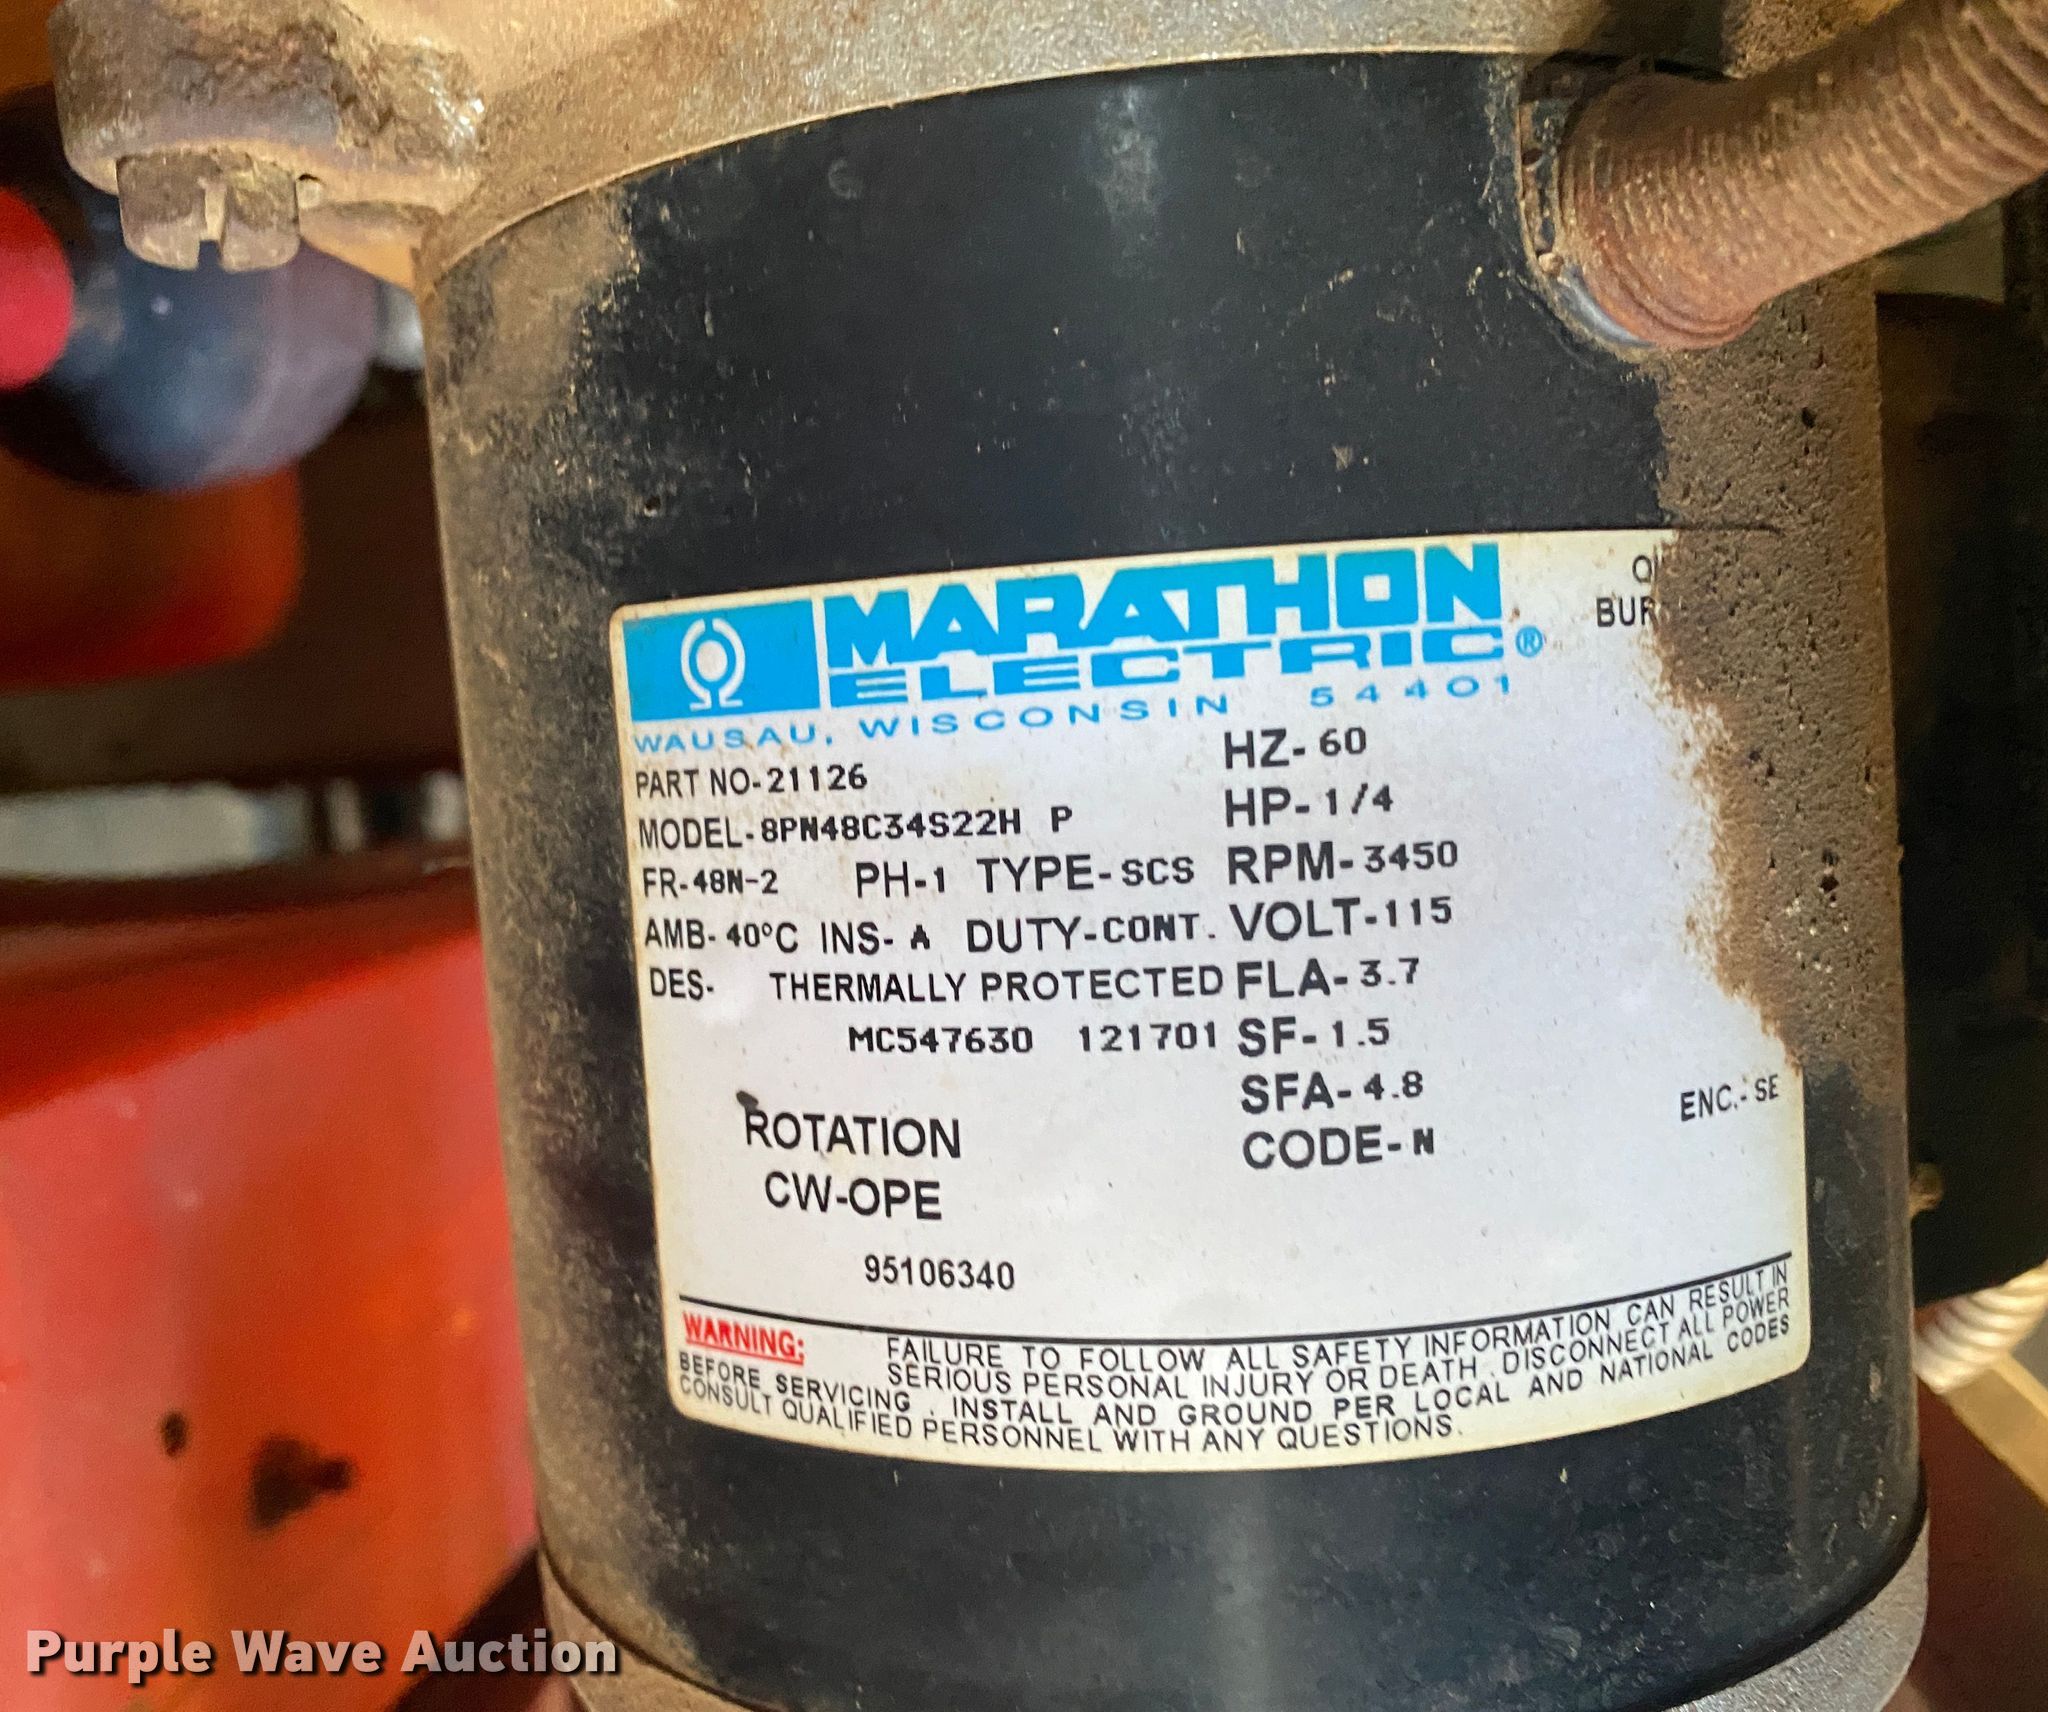 MARATHON
ELECTRIC®
WAUSAU, WISCONSIN 54401
PART NO-21126
MODEL-8PN48C34S22H P
FR-48N-2 PH-1 TYPE-SCS
AMB-40°C INS-A DUTY-CONT.
DES- THERMALLY PROTECTED
MC547630 121701
HZ-60
HP-1/4
RPM-3450
VOLT-115
FLA-3.7
SF-1.5
SFA-4.8
CODE-N
ENC.-SE
ROTATION
CW-OPE
95106340
WARNING: FAILURE TO FOLLOW ALL SAFETY INFORMATION CAN RESULT IN
SERIOUS PERSONAL INJURY OR DEATH. DISCONNECT ALL POWER
BEFORE SERVICING. INSTALL AND GROUND PER LOCAL AND NATIONAL CODES
CONSULT QUALIFIED PERSONNEL WITH ANY QUESTIONS.
Purple Wave Auction